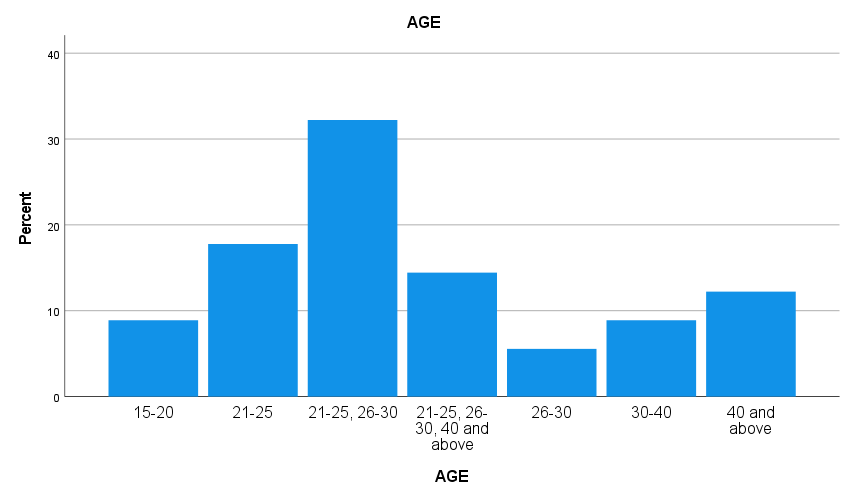 AGE
40
30
20
10
0
Percent
15-20
21-25
21-25, 26-30
21-25, 26-
30, 40 and
above
26-30
30-40
40 and
above
AGE